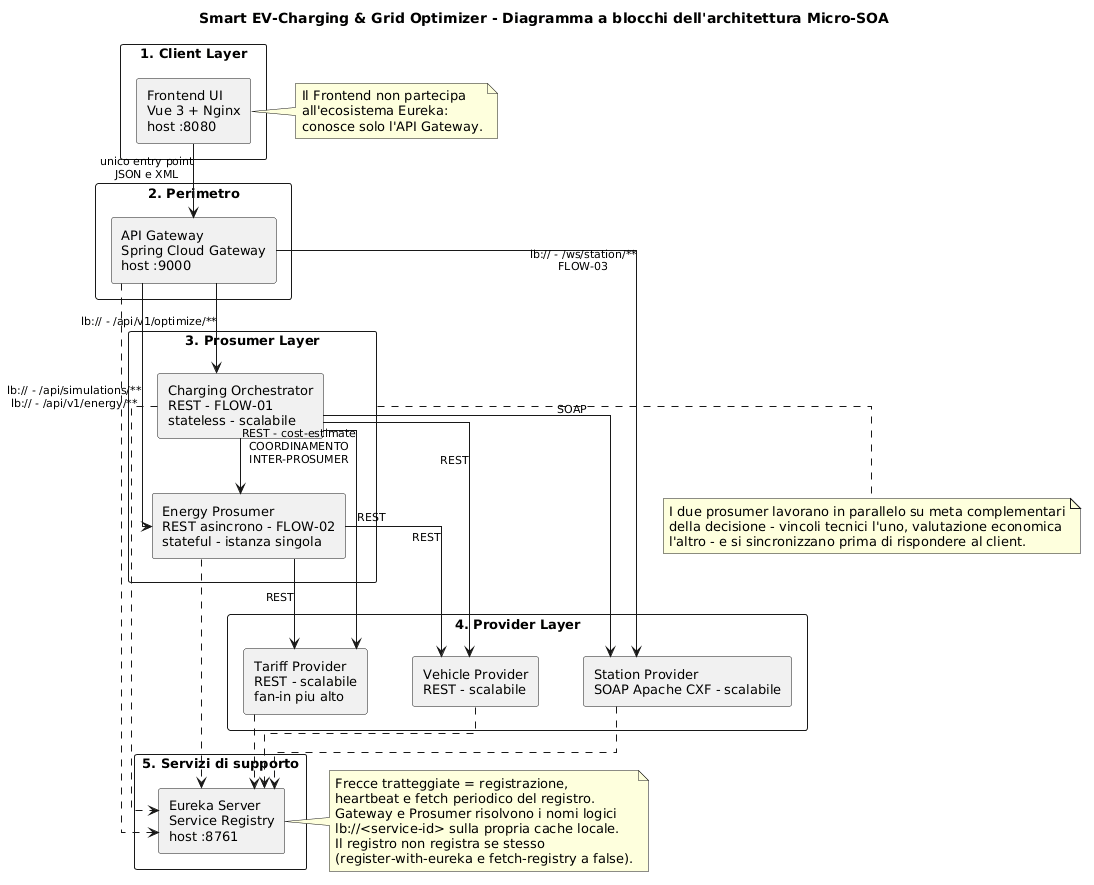 Smart EV-Charging & Grid Optimizer - Diagramma a blocchi dell'architettura Micro-SOA
1. Client Layer
Frontend UI
Vue 3 + Nginx
host :8080
Il Frontend non partecipa
all'ecosistema Eureka:
conosce solo l'API Gateway.
unico entry point
JSON e XML
2. Perimetro
API Gateway
Spring Cloud Gateway
host :9000
lb:// - /ws/station/**
FLOW-03
lb:// - /api/v1/optimize/**
3. Prosumer Layer
lb:// - /api/simulations/**
lb:// - /api/v1/energy/**
Charging Orchestrator
REST - FLOW-01
stateless - scalabile
SOAP
REST - cost-estimate
COORDINAMENTO
INTER-PROSUMER
REST
Energy Prosumer
REST asincrono - FLOW-02
stateful - istanza singola
REST
REST
I due prosumer lavorano in parallelo su meta complementari
della decisione - vincoli tecnici l'uno, valutazione economica
l'altro - e si sincronizzano prima di rispondere al client.
REST
4. Provider Layer
Tariff Provider
REST - scalabile
fan-in piu alto
Vehicle Provider
REST - scalabile
Station Provider
SOAP Apache CXF - scalabile
5. Servizi di supporto
Eureka Server
Service Registry
host :8761
Frecce tratteggiate = registrazione,
heartbeat e fetch periodico del registro.
Gateway e Prosumer risolvono i nomi logici
lb://<service-id> sulla propria cache locale.
Il registro non registra se stesso
(register-with-eureka e fetch-registry a false).